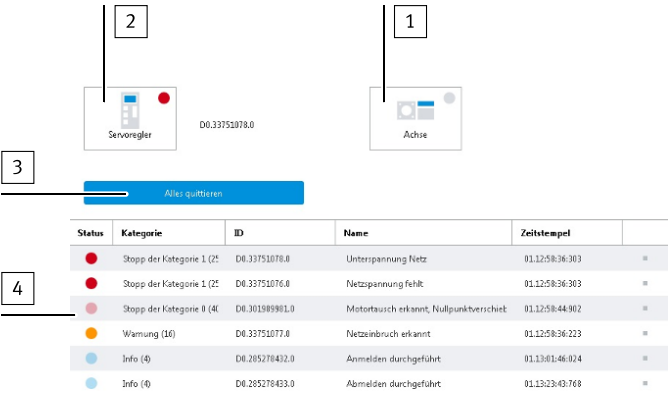 2
1
Servoregler
D0.33751078.0
Achse
3
Alles quittieren
Status Kategorie ID Name Zeitstempel
Stopp der Kategorie 1 (25 D0.33751078.0 Unterspannung Netz 01.12:58:36:303
Stopp der Kategorie 1 (25 D0.33751076.0 Netzspannung fehlt 01.12:58:36:303
4
Stopp der Kategorie 0 (40 D0.301989981.0 Motortausch erkannt, Nullpunktverschieb 01.12:58:44:902
Warnung (16) D0.33751077.0 Netzeinbruch erkannt 01.12:58:36:223
Info (4) D0.285278432.0 Anmelden durchgeführt 01.13:01:46:024
Info (4) D0.285278433.0 Abmelden durchgeführt 01.13:23:43:768